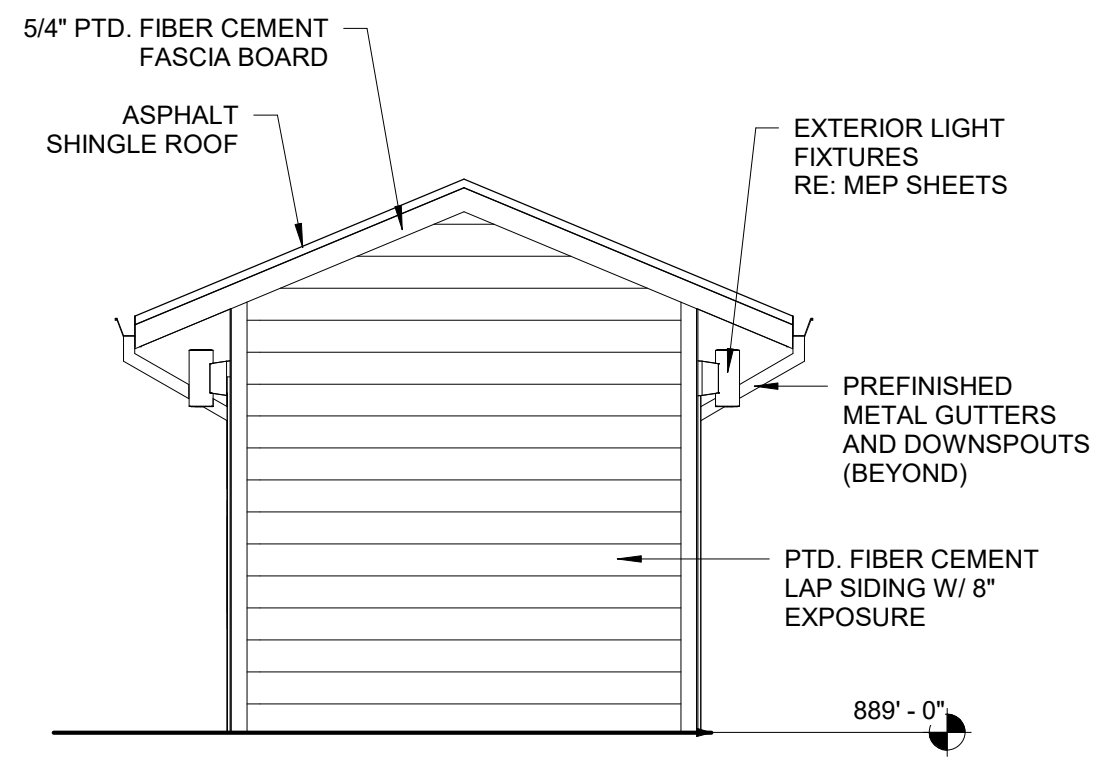 5/4" PTD. FIBER CEMENT
FASCIA BOARD
ASPHALT
SHINGLE ROOF
EXTERIOR LIGHT
FIXTURES
RE: MEP SHEETS
PREFINISHED
METAL GUTTERS
AND DOWNSPOUTS
(BEYOND)
PTD. FIBER CEMENT
LAP SIDING W/ 8"
EXPOSURE
889' - 0"